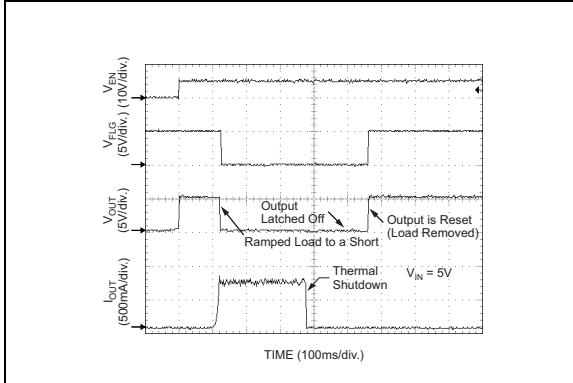 V_EN
(10V/div.)
V_FLG
(5V/div.)
V_OUT
(5V/div.)
Output
Latched Off
Output is Reset
(Load Removed)
Ramped Load to a Short
I_OUT
(500mA/div.)
Thermal
Shutdown
V_IN = 5V
TIME (100ms/div.)